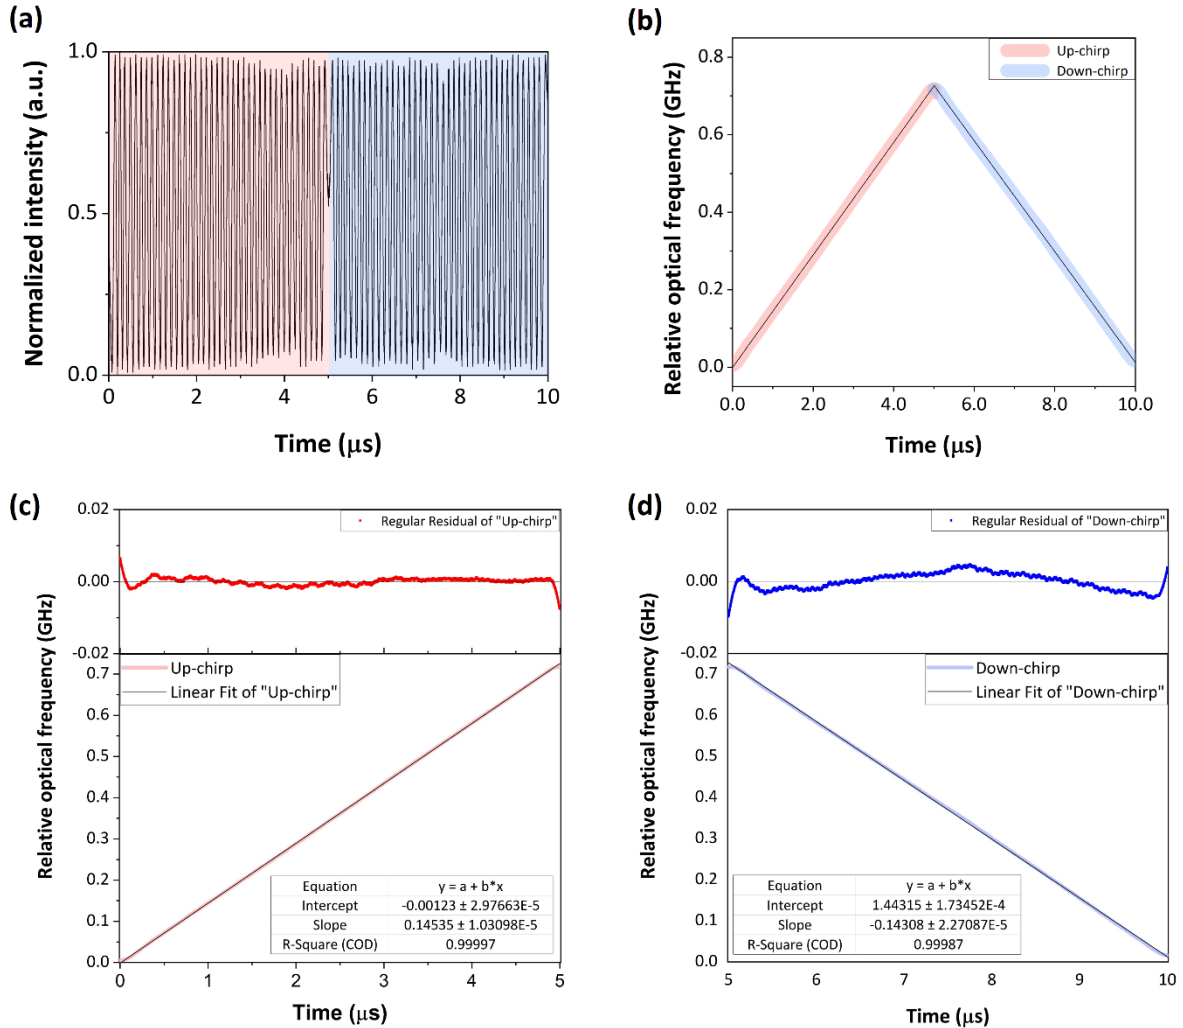 (a)
1.0
0.5
0.0
Normalized intensity (a.u.)
0 2 4 6 8 10
Time (μs)
(b)
0.8
0.6
0.4
0.2
0.0
Relative optical frequency (GHz)
Up-chirp
Down-chirp
0.0 2.0 4.0 6.0 8.0 10.0
Time (μs)
(c)
0.02
0.00
-0.02
Regular Residual of "Up-chirp"
Relative optical frequency (GHz)
0.7
0.6
0.5
0.4
0.3
0.2
0.1
0.0
Up-chirp
Linear Fit of "Up-chirp"
Equation y = a + b*x
Intercept -0.00123 ± 2.97663E-5
Slope 0.14535 ± 1.03098E-5
R-Square (COD) 0.99997
0 1 2 3 4 5
Time (μs)
(d)
0.02
0.00
-0.02
Regular Residual of "Down-chirp"
Relative optical frequency (GHz)
0.7
0.6
0.5
0.4
0.3
0.2
0.1
0.0
Down-chirp
Linear Fit of "Down-chirp"
Equation y = a + b*x
Intercept 1.44315 ± 1.73452E-4
Slope -0.14308 ± 2.27087E-5
R-Square (COD) 0.99987
5 6 7 8 9 10
Time (μs)